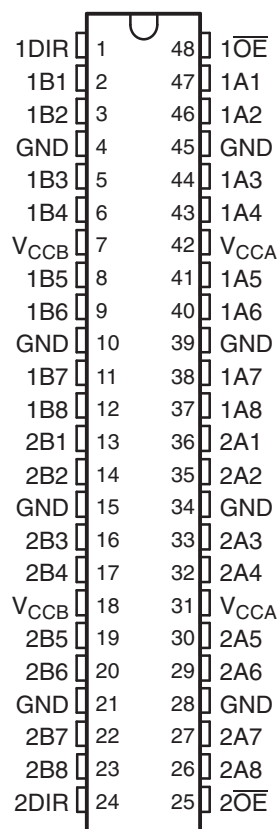 1DIR 1 48 1O̅E̅
1B1 2 47 1A1
1B2 3 46 1A2
GND 4 45 GND
1B3 5 44 1A3
1B4 6 43 1A4
VCCB 7 42 VCCA
1B5 8 41 1A5
1B6 9 40 1A6
GND 10 39 GND
1B7 11 38 1A7
1B8 12 37 1A8
2B1 13 36 2A1
2B2 14 35 2A2
GND 15 34 GND
2B3 16 33 2A3
2B4 17 32 2A4
VCCB 18 31 VCCA
2B5 19 30 2A5
2B6 20 29 2A6
GND 21 28 GND
2B7 22 27 2A7
2B8 23 26 2A8
2DIR 24 25 2O̅E̅